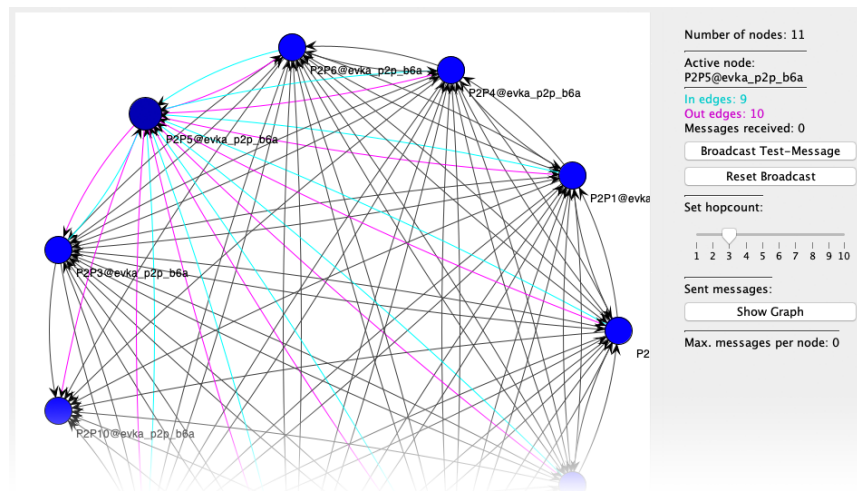 P2P6@evka_p2p_b6a
P2P4@evka_p2p_b6a
P2P5@evka_p2p_b6a
P2P1@evka
P2P3@evka_p2p_b6a
P2
P2P10@evka_p2p_b6a
Number of nodes: 11
Active node:
P2P5@evka_p2p_b6a
In edges: 9
Out edges: 10
Messages received: 0
Broadcast Test-Message
Reset Broadcast
Set hopcount:
1 2 3 4 5 6 7 8 9 10
Sent messages:
Show Graph
Max. messages per node: 0